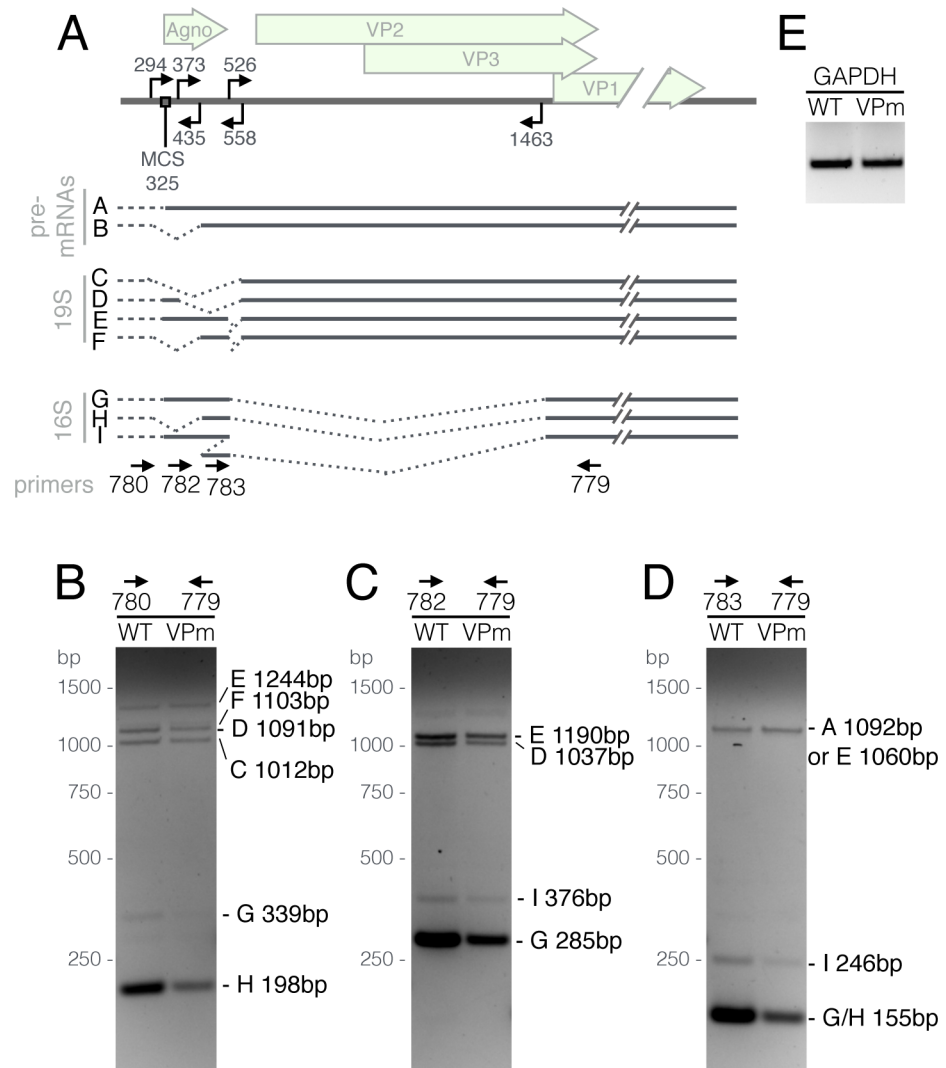 A
Agno
VP2
VP3
VP1
294 373 526
435 558 1463
MCS
325
pre-
mRNAs
A
B
19S
C
D
E
F
16S
G
H
I
primers 780 782 783 779
E
GAPDH
WT VPm
B
780 779
WT VPm
bp
1500 -
1000 -
750 -
500 -
250 -
E 1244bp
F 1103bp
- D 1091bp
C 1012bp
- G 339bp
- H 198bp
C
782 779
WT VPm
bp
1500 -
1000 -
750 -
500 -
250 -
- E 1190bp
D 1037bp
- I 376bp
- G 285bp
D
783 779
WT VPm
bp
1500 -
1000 -
750 -
500 -
250 -
- A 1092bp
or E 1060bp
- I 246bp
- G/H 155bp